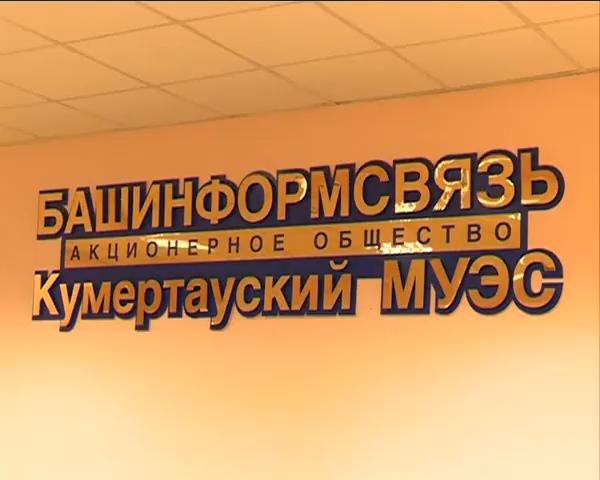 БАШИНФОРМСВЯЗЬ
АКЦИОНЕРНОЕ ОБЩЕСТВО
Кумертауский МУЭС